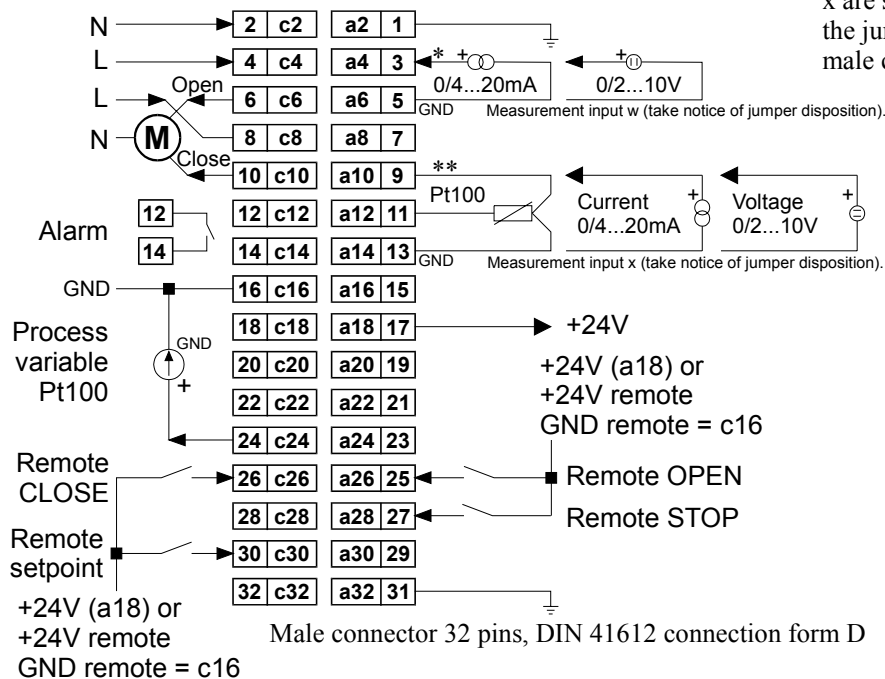 x are s
the jur
male c
N 2 c2 a2 1
L 4 c4 a4 3 * + +
Open 0/4...20mA 0/2...10V
L 6 c6 a6 5 GND Measurement input w (take notice of jumper disposition).
N M 8 c8 a8 7
Close
10 c10 a10 9 **
Pt100 Current Voltage
12 12 c12 a12 11 0/4...20mA + 0/2...10V +
Alarm
14 14 c14 a14 13 GND Measurement input x (take notice of jumper disposition).
GND 16 c16 a16 15
18 c18 a18 17 +24V
Process
variable
Pt100
GND
+
20 c20 a20 19
22 c22 a22 21
24 c24 a24 23
+24V (a18) or
+24V remote
GND remote = c16
Remote
CLOSE
26 c26 a26 25 Remote OPEN
28 c28 a28 27 Remote STOP
Remote
setpoint
30 c30 a30 29
32 c32 a32 31
+24V (a18) or
+24V remote
GND remote = c16
Male connector 32 pins, DIN 41612 connection form D